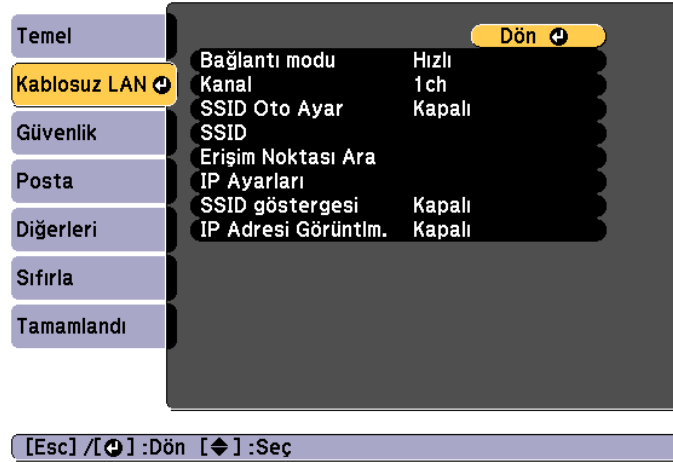 Temel
Kablosuz LAN
Güvenlik
Posta
Diğerleri
Sıfırla
Tamamlandı
Dön
Bağlantı modu Hızlı
Kanal 1ch
SSID Oto Ayar Kapalı
SSID
Erişim Noktası Ara
IP Ayarları
SSID göstergesi Kapalı
IP Adresi Görüntlm. Kapalı
[Esc] /[ ] :Dön [ ] :Seç